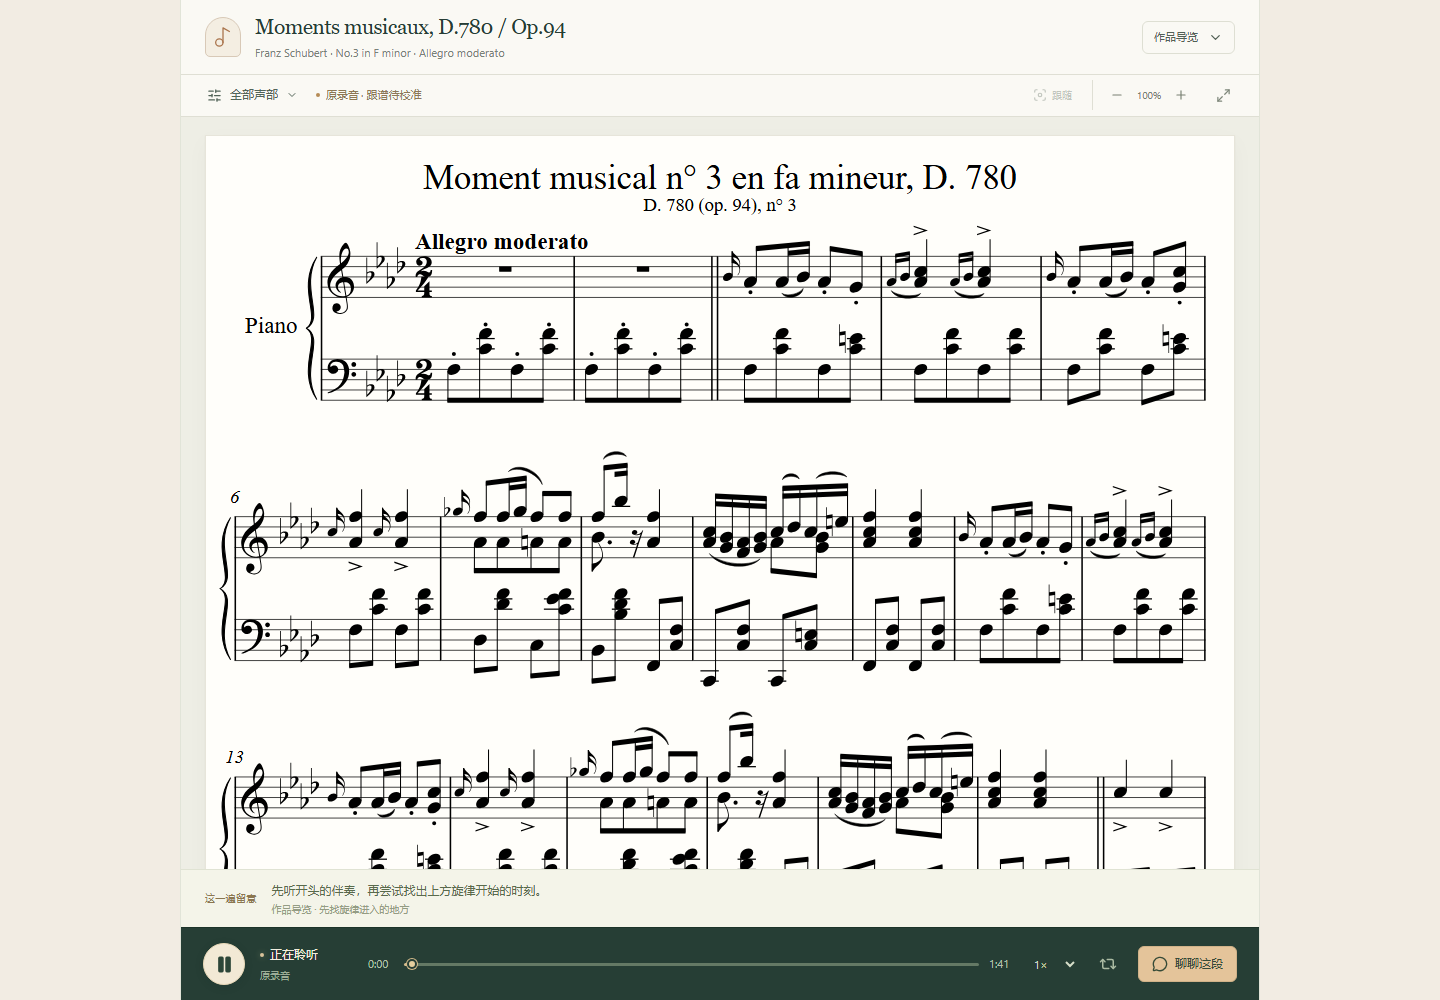 Moments musicaux, D.780 / Op.94
Franz Schubert · No.3 in F minor · Allegro moderato
作品导览
全部声部
原录音 · 跟谱待校准
跟随
100%
Moment musical n° 3 en fa mineur, D. 780
D. 780 (op. 94), n° 3
Allegro moderato
Piano
6
13
这一遍留意
先听开头的伴奏，再尝试找出上方旋律开始的时刻。
作品导览 · 先找旋律进入的地方
正在聆听
原录音
0:00
1:41
1×
聊聊这段